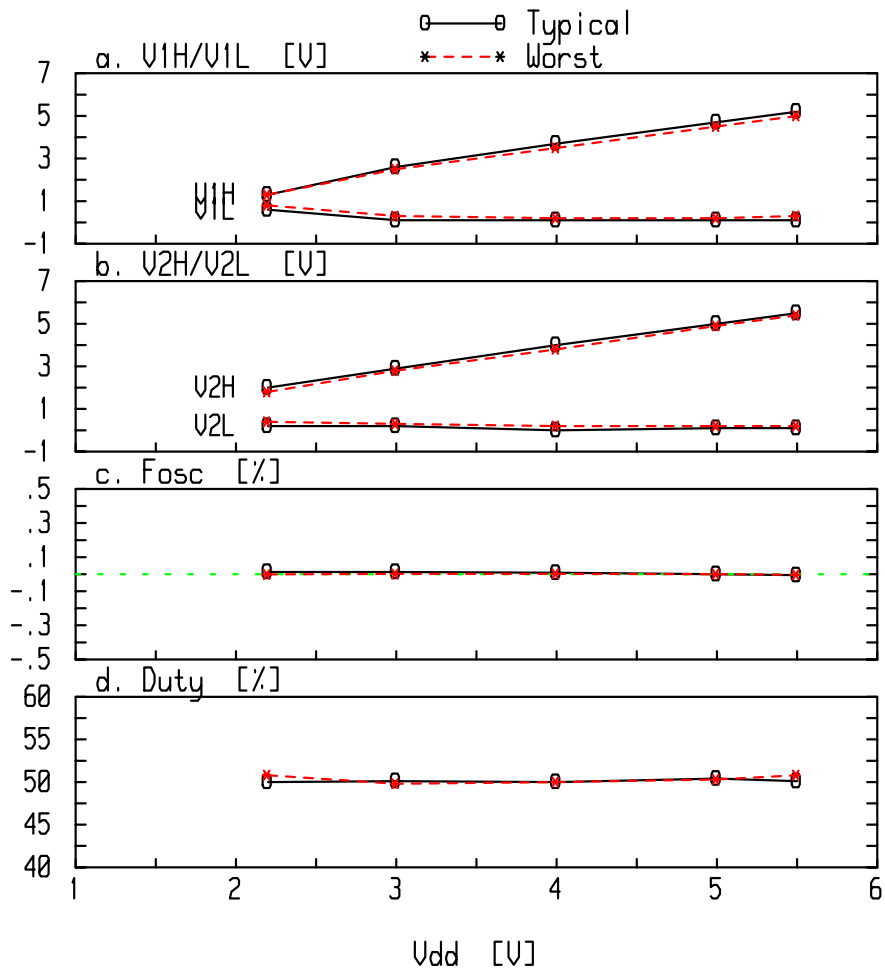 Typical
Worst
a. V1H/V1L [V]
7
5
3
1
-1
V1H
V1L
b. V2H/V2L [V]
7
5
3
1
-1
V2H
V2L
c. Fosc [%]
.5
.3
.1
-.1
-.3
-.5
d. Duty [%]
60
55
50
45
40
1 2 3 4 5 6
Vdd [V]